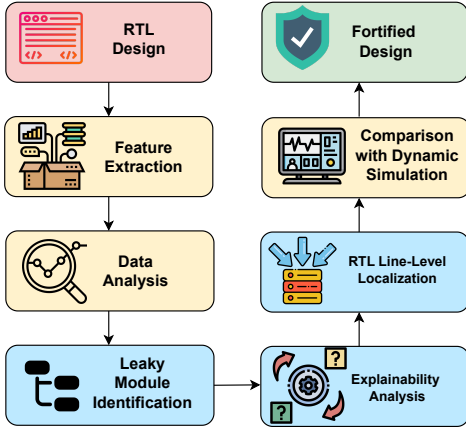 RTL
Design
Feature
Extraction
Data
Analysis
Leaky
Module
Identification
Explainability
Analysis
?
?
RTL Line-Level
Localization
Comparison
with Dynamic
Simulation
Fortified
Design